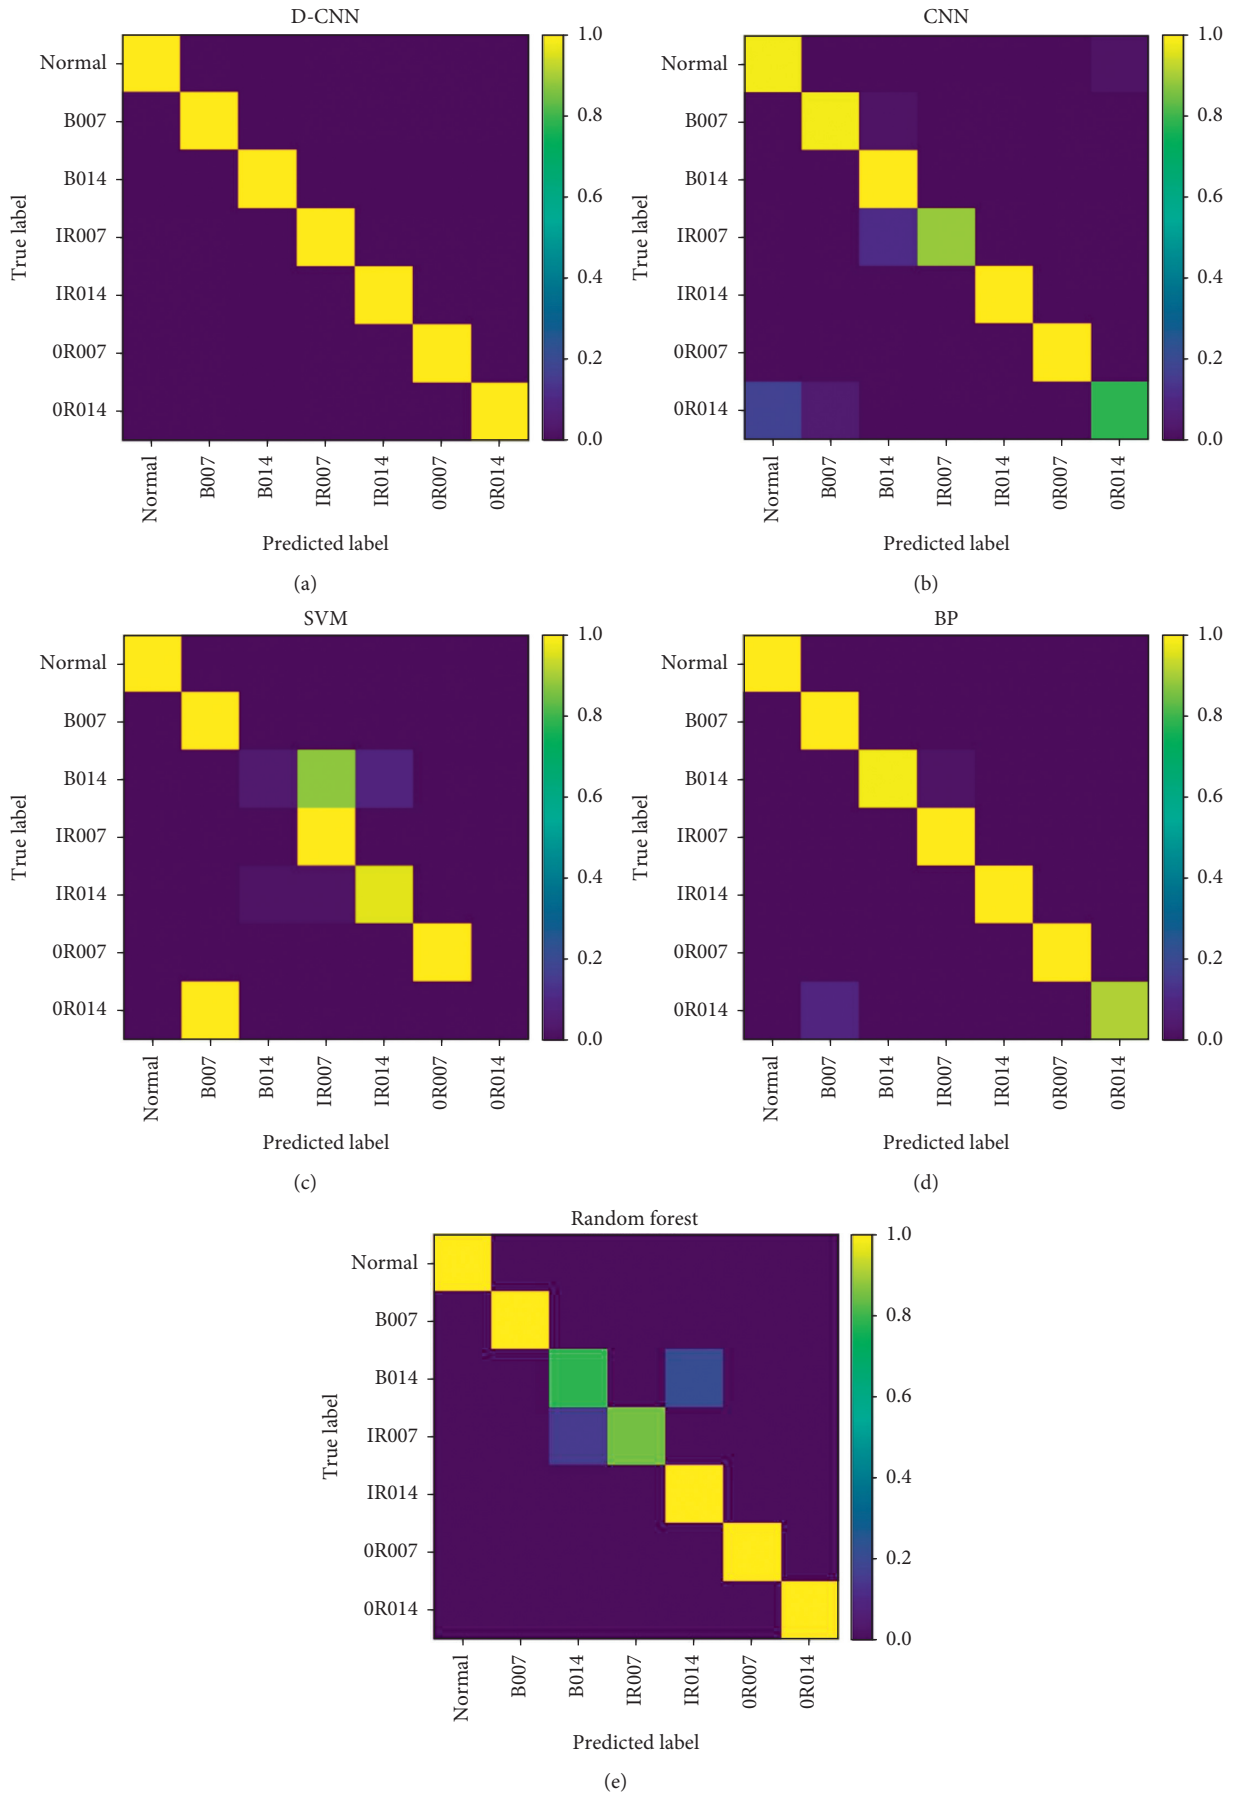 D-CNN
True label
Normal
B007
B014
IR007
IR014
0R007
0R014
1.0
0.8
0.6
0.4
0.2
0.0
Normal
B007
B014
IR007
IR014
0R007
0R014
Predicted label
(a)
CNN
True label
Normal
B007
B014
IR007
IR014
0R007
0R014
1.0
0.8
0.6
0.4
0.2
0.0
Normal
B007
B014
IR007
IR014
0R007
0R014
Predicted label
(b)
SVM
True label
Normal
B007
B014
IR007
IR014
0R007
0R014
1.0
0.8
0.6
0.4
0.2
0.0
Normal
B007
B014
IR007
IR014
0R007
0R014
Predicted label
(c)
BP
True label
Normal
B007
B014
IR007
IR014
0R007
0R014
1.0
0.8
0.6
0.4
0.2
0.0
Normal
B007
B014
IR007
IR014
0R007
0R014
Predicted label
(d)
Random forest
True label
Normal
B007
B014
IR007
IR014
0R007
0R014
1.0
0.8
0.6
0.4
0.2
0.0
Normal
B007
B014
IR007
IR014
0R007
0R014
Predicted label
(e)